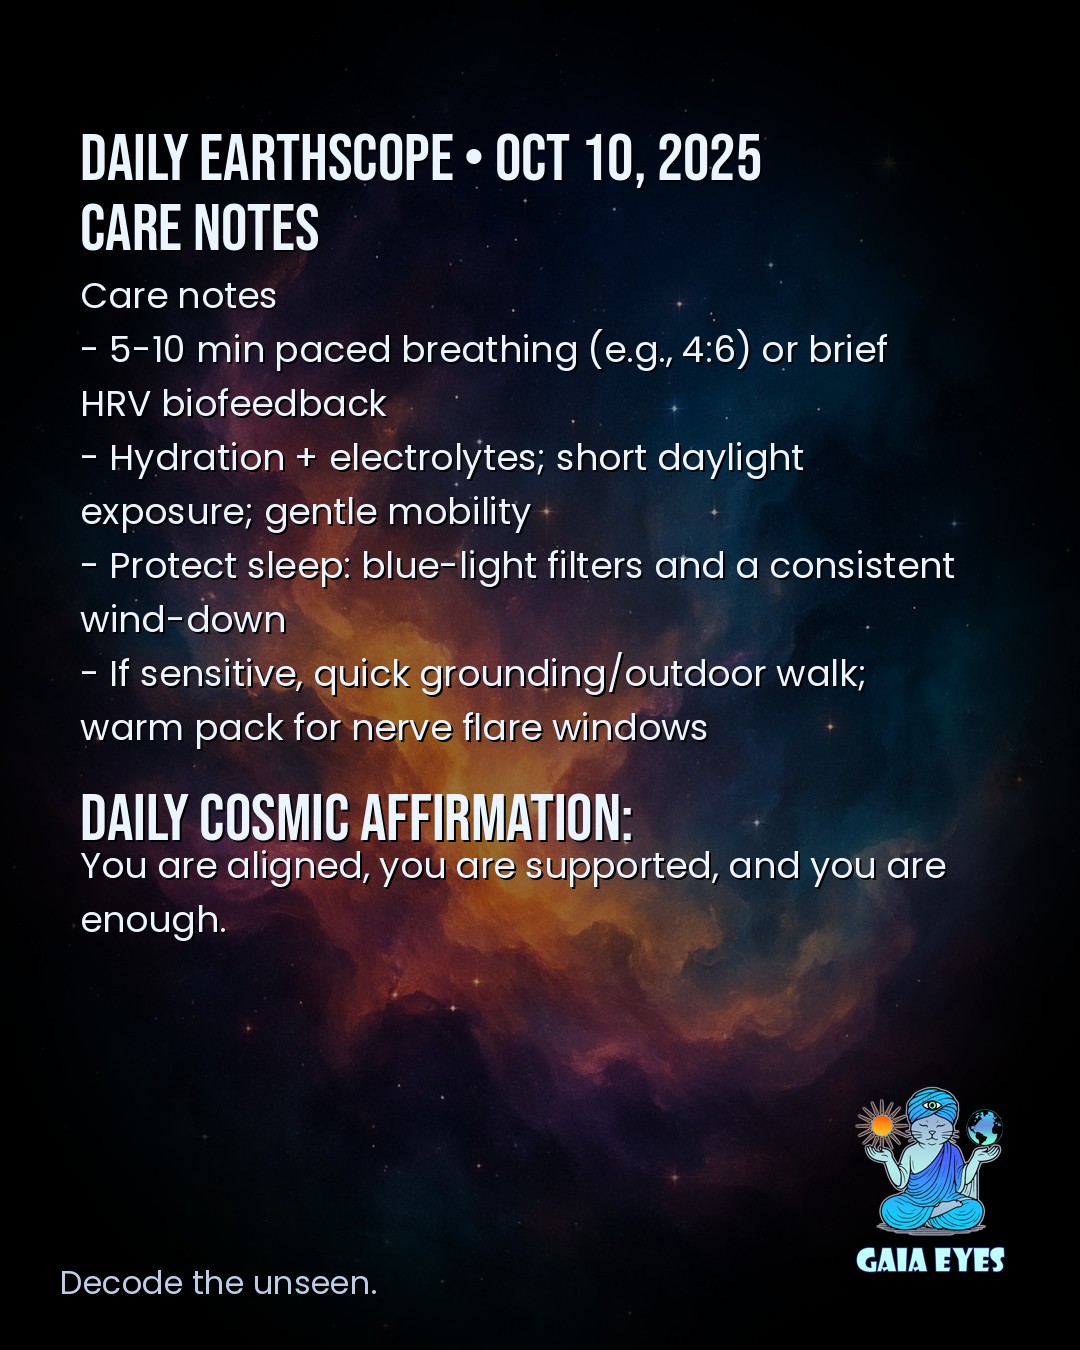 DAILY EARTHSCOPE • OCT 10, 2025
CARE NOTES
Care notes
- 5-10 min paced breathing (e.g., 4:6) or brief
HRV biofeedback
- Hydration + electrolytes; short daylight
exposure; gentle mobility
- Protect sleep: blue-light filters and a consistent
wind-down
- If sensitive, quick grounding/outdoor walk;
warm pack for nerve flare windows
DAILY COSMIC AFFIRMATION:
You are aligned, you are supported, and you are
enough.
GAIA EYES
Decode the unseen.